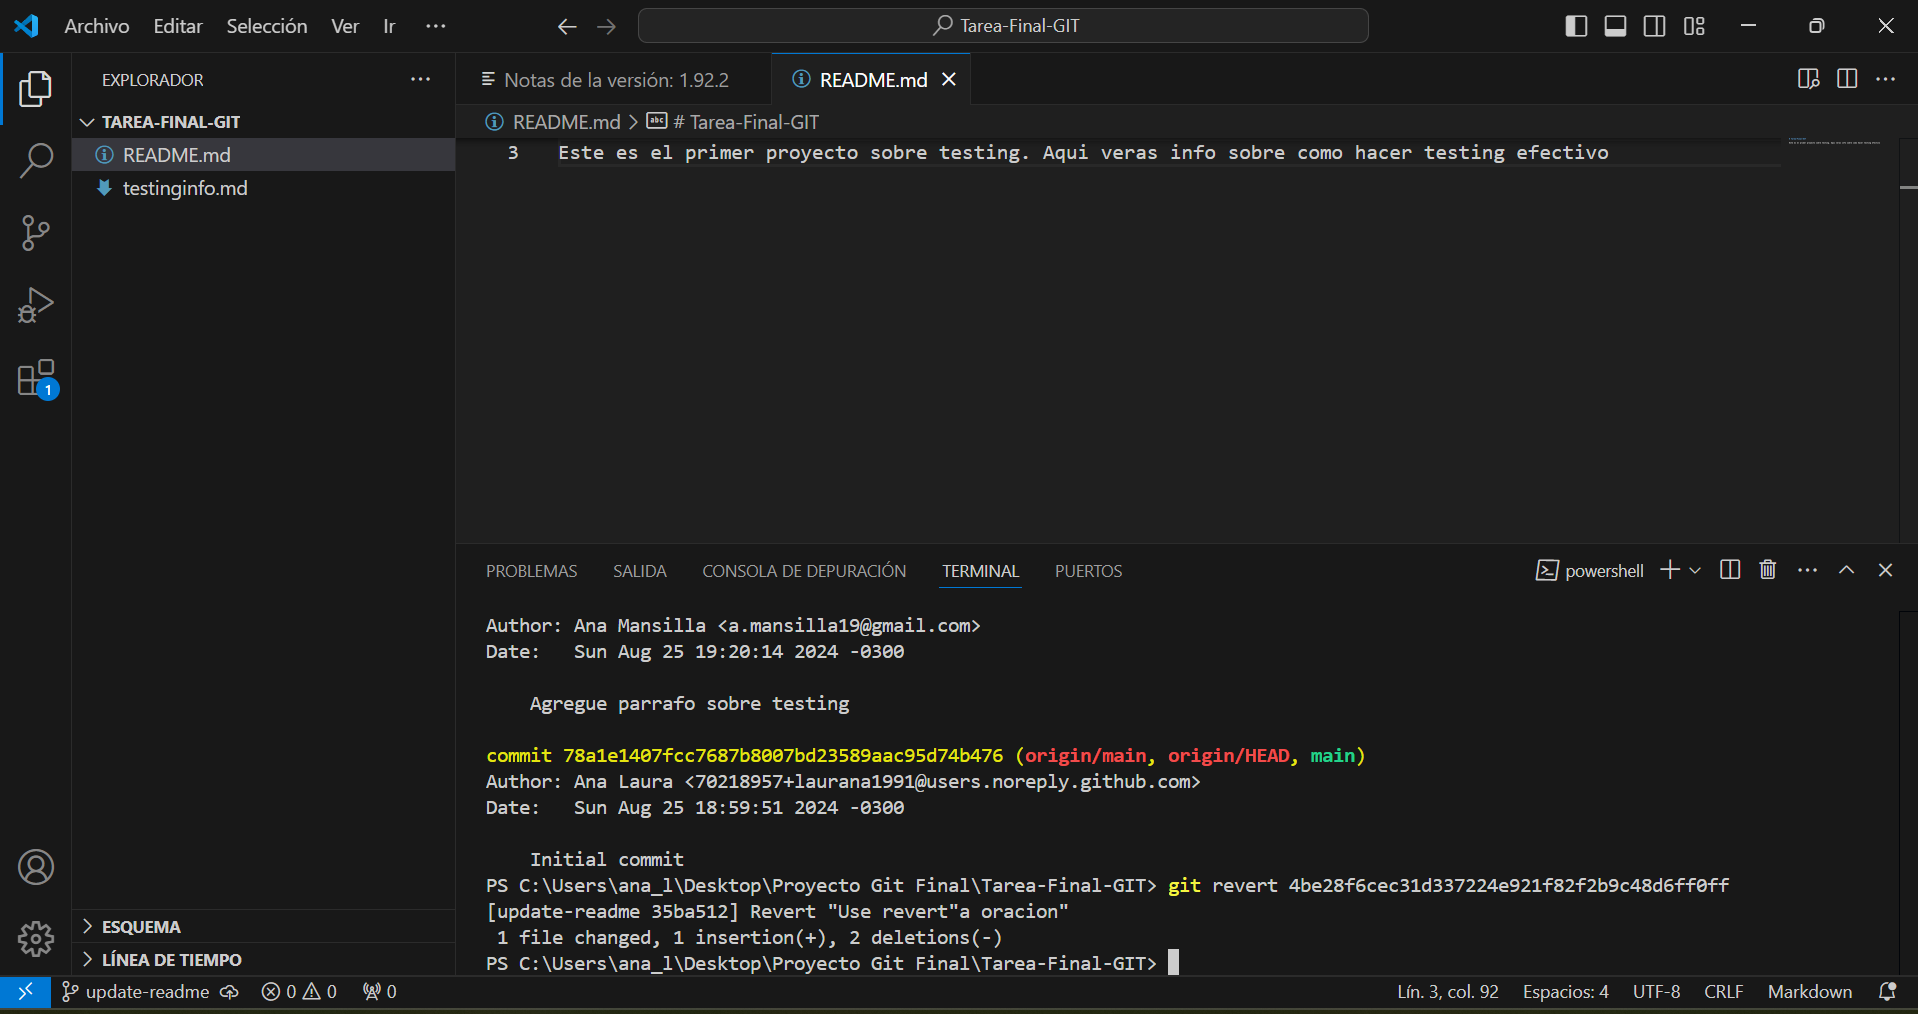 Archivo Editar Selección Ver Ir ··· Tarea-Final-GIT
EXPLORADOR
TAREA-FINAL-GIT
README.md
testinginfo.md
1
ESQUEMA
LÍNEA DE TIEMPO
Notas de la versión: 1.92.2 README.md
README.md > abc # Tarea-Final-GIT
3 Este es el primer proyecto sobre testing. Aqui veras info sobre como hacer testing efectivo
PROBLEMAS SALIDA CONSOLA DE DEPURACIÓN TERMINAL PUERTOS powershell
Author: Ana Mansilla <a.mansilla19@gmail.com>
Date: Sun Aug 25 19:20:14 2024 -0300
Agregue parrafo sobre testing
commit 78a1e1407fcc7687b8007bd23589aac95d74b476 (origin/main, origin/HEAD, main)
Author: Ana Laura <70218957+laurana1991@users.noreply.github.com>
Date: Sun Aug 25 18:59:51 2024 -0300
Initial commit
PS C:\Users\ana_l\Desktop\Proyecto Git Final\Tarea-Final-GIT> git revert 4be28f6cec31d337224e921f82f2b9c48d6ff0ff
[update-readme 35ba512] Revert "Use revert"a oracion"
1 file changed, 1 insertion(+), 2 deletions(-)
PS C:\Users\ana_l\Desktop\Proyecto Git Final\Tarea-Final-GIT>
update-readme 0 0 0 Lín. 3, col. 92 Espacios: 4 UTF-8 CRLF Markdown